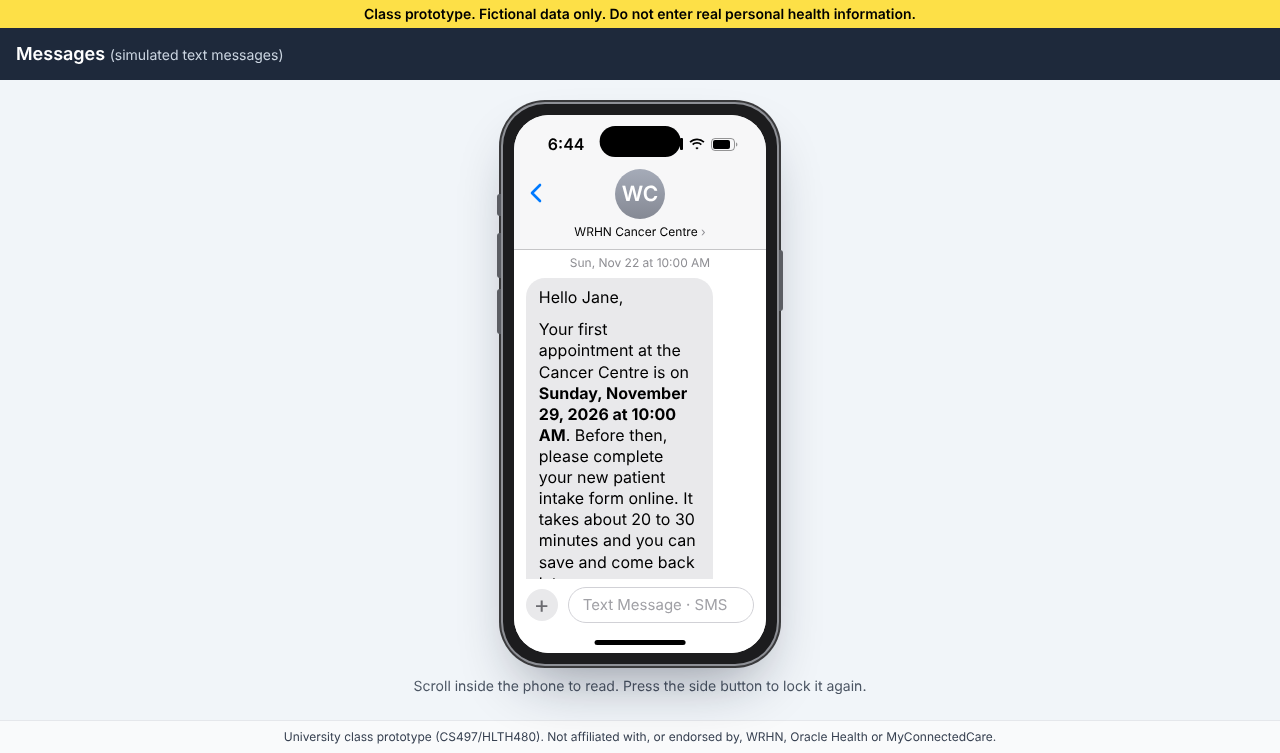 Class prototype. Fictional data only. Do not enter real personal health information.
Messages (simulated text messages)
6:44
WC
WRHN Cancer Centre ›
Sun, Nov 22 at 10:00 AM
Hello Jane,
Your first
appointment at the
Cancer Centre is on
Sunday, November
29, 2026 at 10:00
AM. Before then,
please complete
your new patient
intake form online. It
takes about 20 to 30
minutes and you can
save and come back
+
Text Message · SMS
Scroll inside the phone to read. Press the side button to lock it again.
University class prototype (CS497/HLTH480). Not affiliated with, or endorsed by, WRHN, Oracle Health or MyConnectedCare.